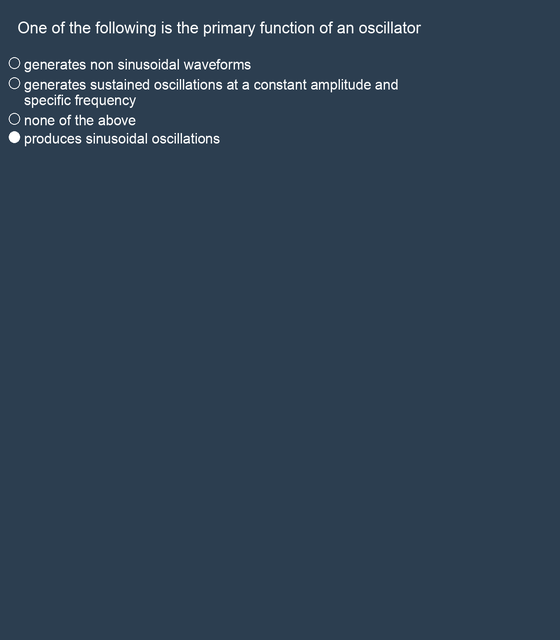 One of the following is the primary function of an oscillator
generates non sinusoidal waveforms
generates sustained oscillations at a constant amplitude and
specific frequency
none of the above
produces sinusoidal oscillations